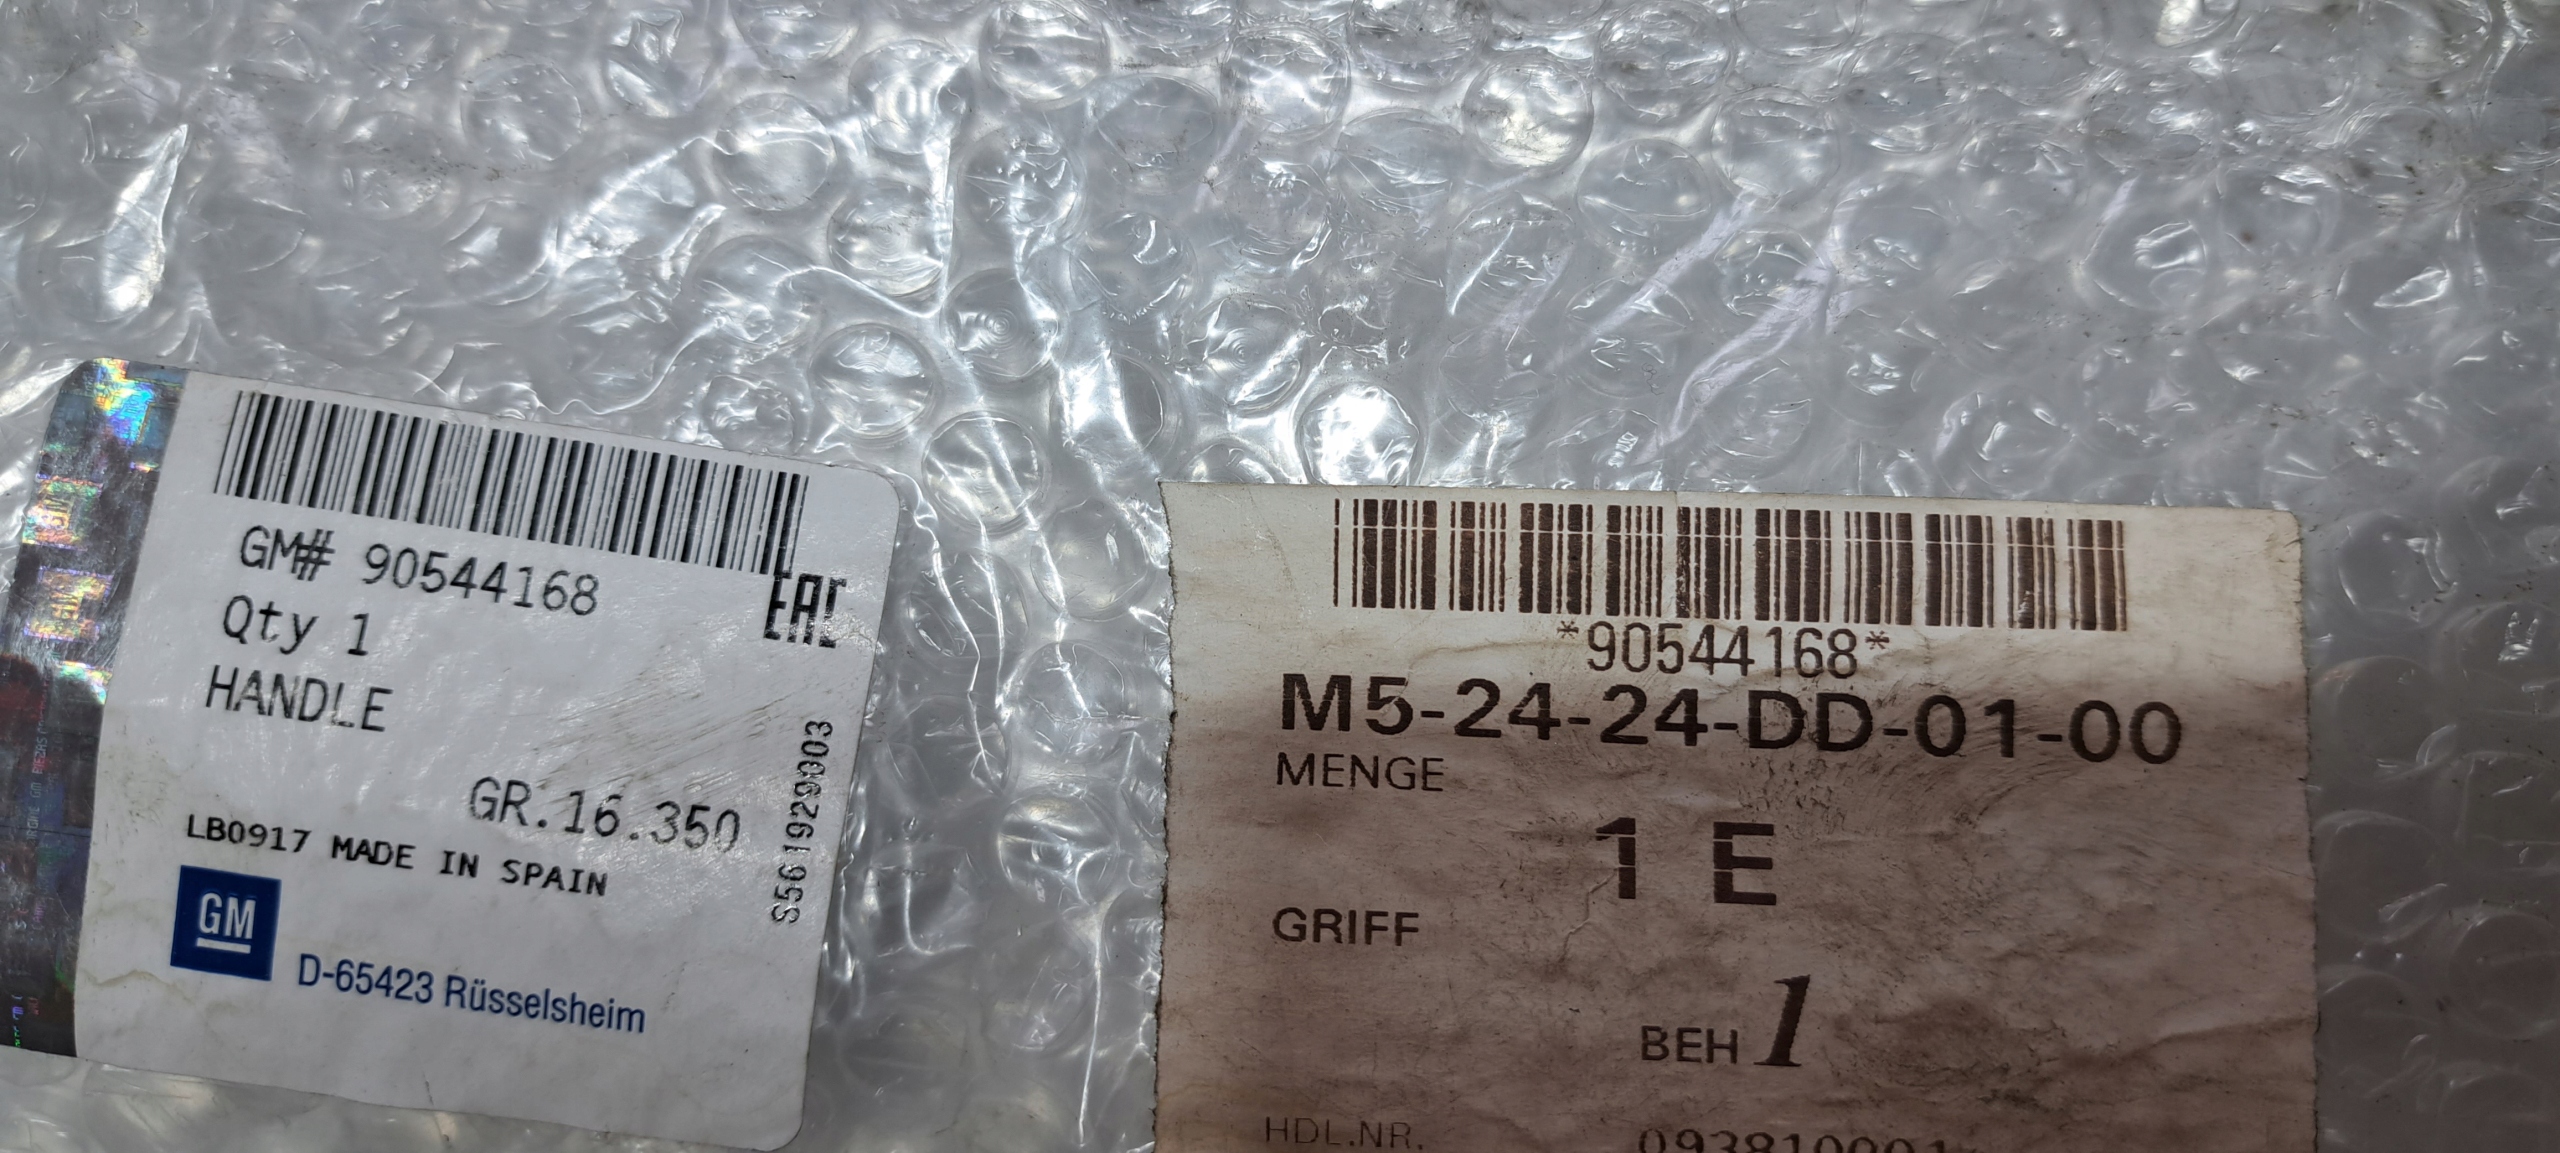 GM# 90544168
Qty 1
HANDLE
EAC
GR.16.350
LB0917 MADE IN SPAIN
S561929003
GM
D-65423 Rüsselsheim
*90544168*
M5-24-24-DD-01-00
MENGE
1 E
GRIFF
BEH 1
HDL.NR.